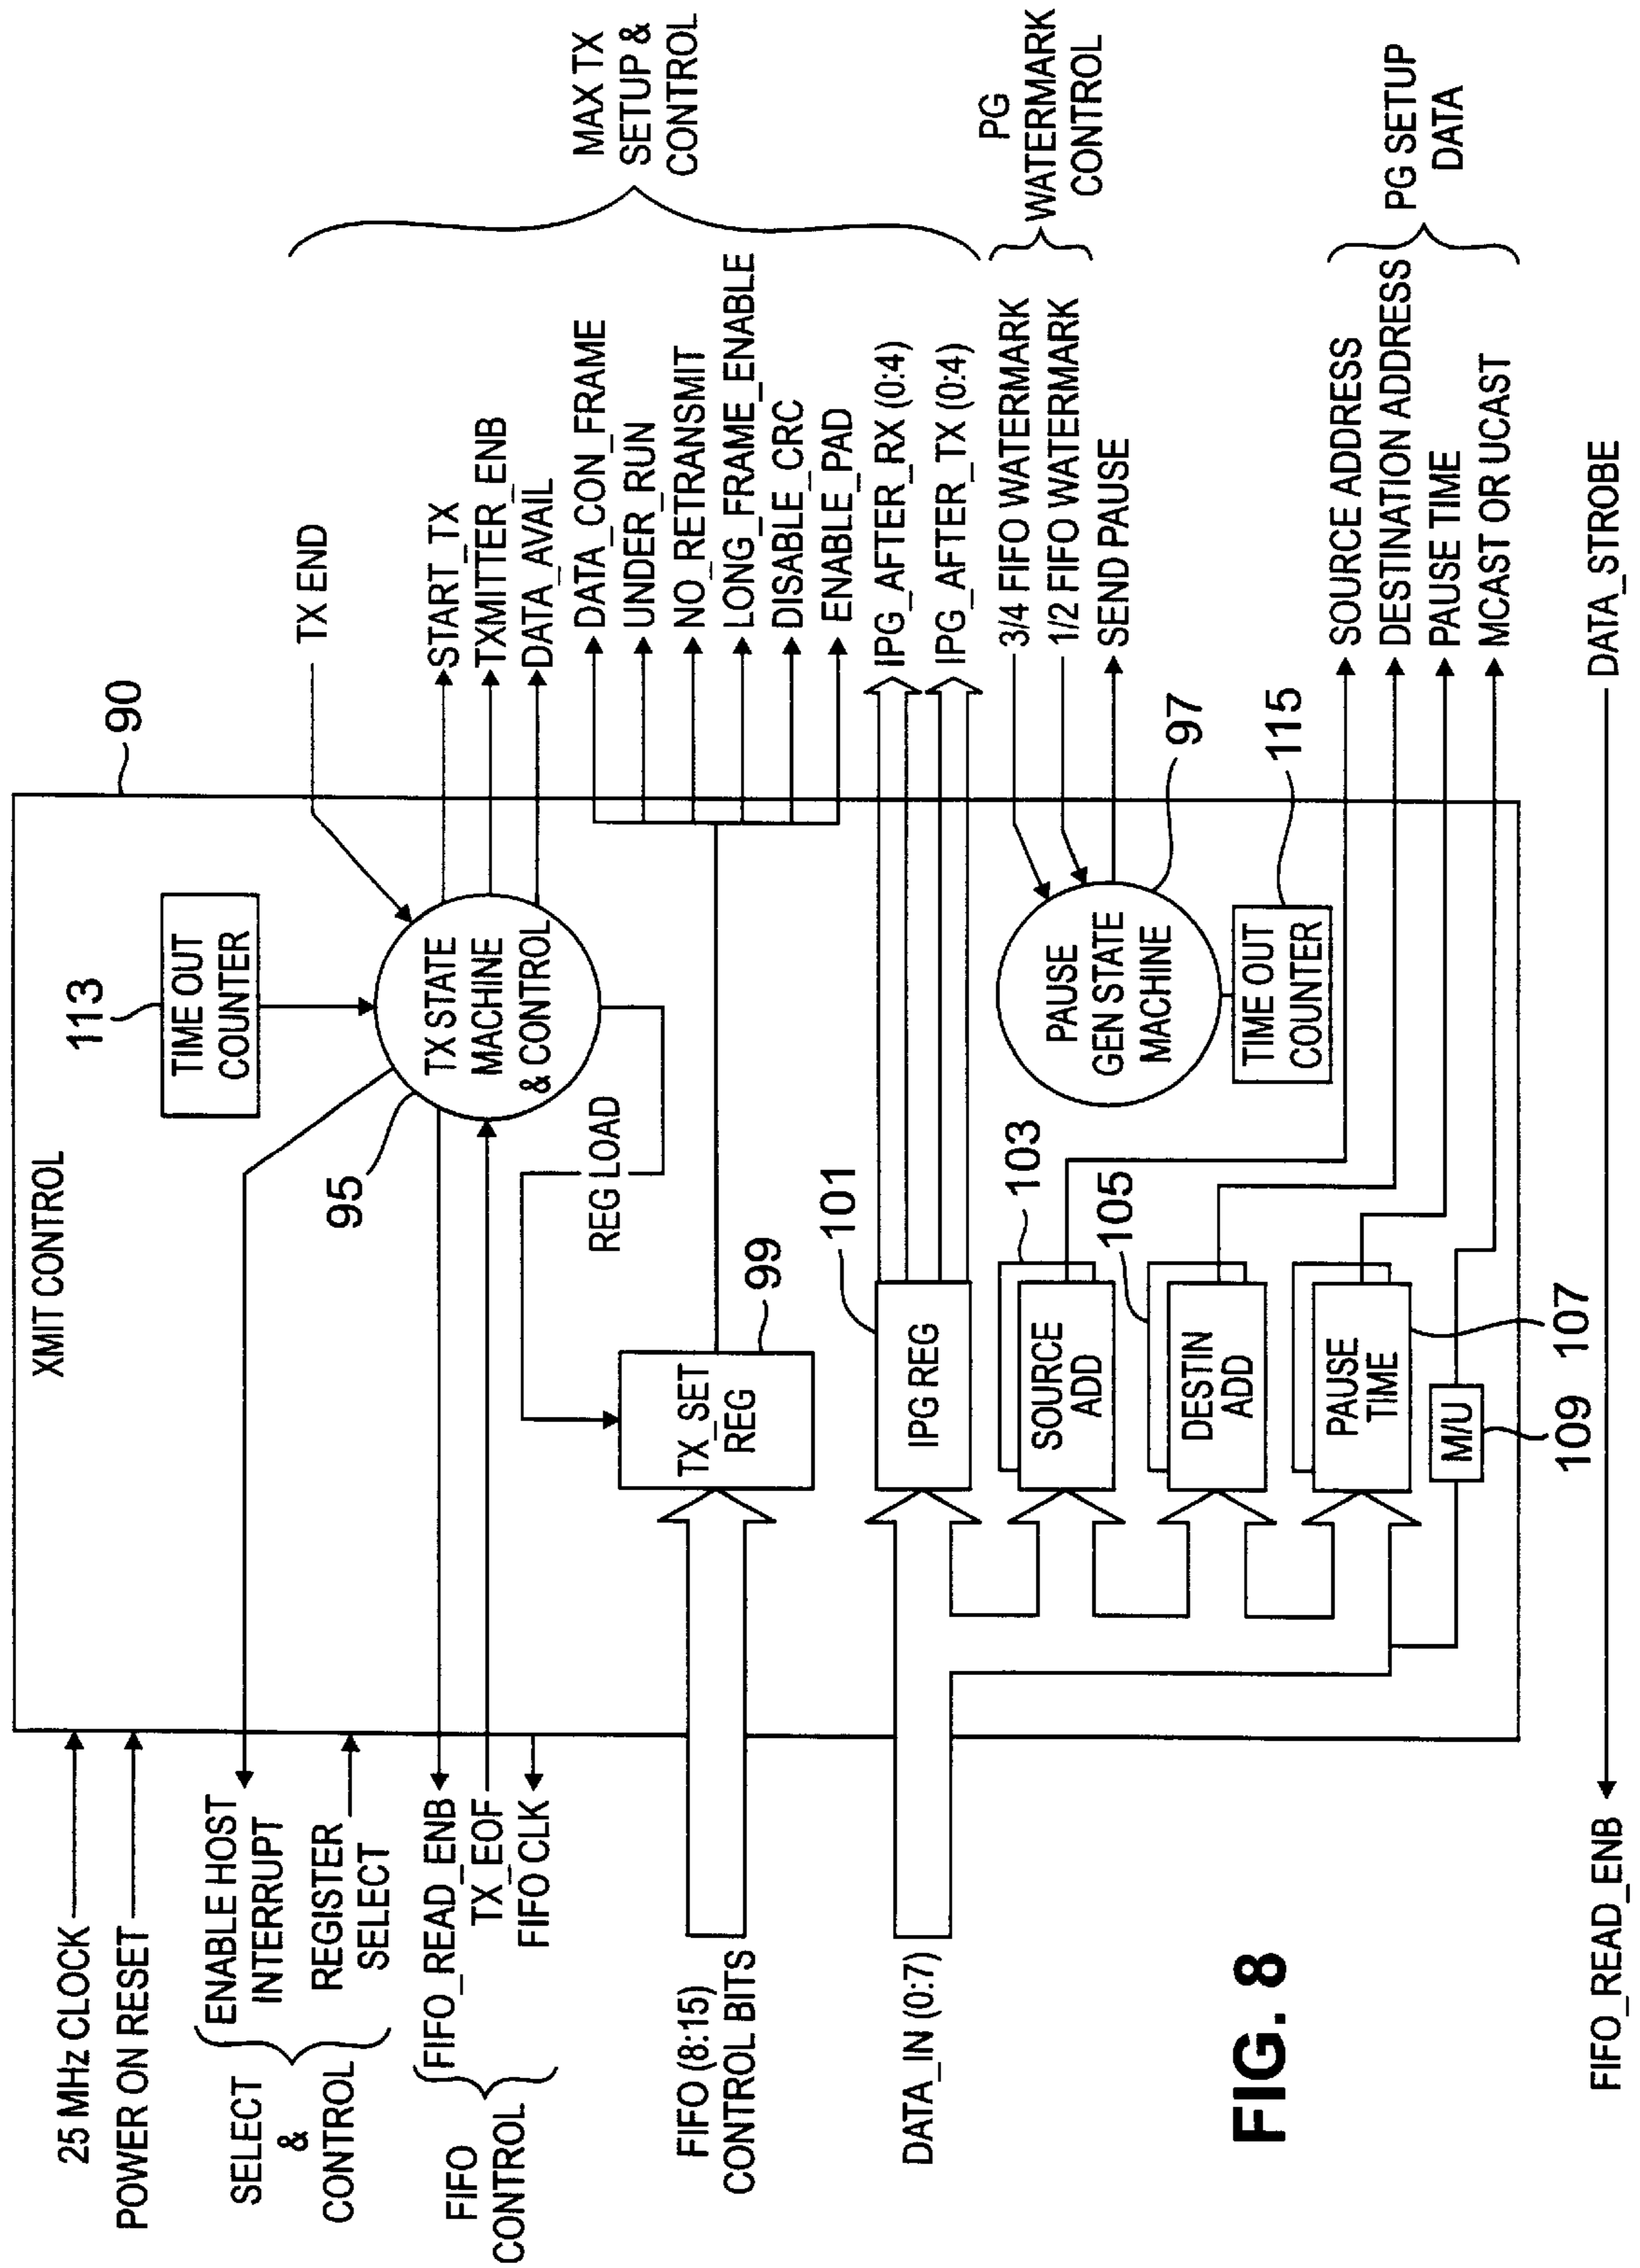 XMIT CONTROL
90
25 MHz CLOCK
POWER ON RESET
SELECT
&
CONTROL
ENABLE HOST
INTERRUPT
REGISTER
SELECT
FIFO
CONTROL
FIFO_READ_ENB
TX_EOF
FIFO CLK
FIFO (8:15)
CONTROL BITS
DATA_IN (0:7)
113
TIME OUT
COUNTER
95
TX STATE
MACHINE
& CONTROL
REG LOAD
TX_SET
REG
99
101
IPG REG
103
SOURCE
ADD
105
DESTIN
ADD
PAUSE
TIME
107
M/U
109
PAUSE
GEN STATE
MACHINE
97
TIME OUT
COUNTER
115
TX END
START_TX
TXMITTER_ENB
DATA_AVAIL
DATA_CON_FRAME
UNDER_RUN
NO_RETRANSMIT
LONG_FRAME_ENABLE
DISABLE_CRC
ENABLE_PAD
IPG_AFTER_RX (0:4)
IPG_AFTER_TX (0:4)
MAX TX
SETUP &
CONTROL
3/4 FIFO WATERMARK
1/2 FIFO WATERMARK
SEND PAUSE
PG
WATERMARK
CONTROL
SOURCE ADDRESS
DESTINATION ADDRESS
PAUSE TIME
MCAST OR UCAST
PG SETUP
DATA
FIFO_READ_ENB
DATA_STROBE
FIG. 8